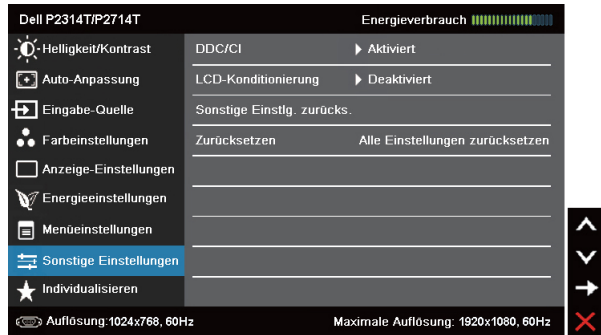 Dell P2314T/P2714T Energieverbrauch
Helligkeit/Kontrast DDC/CI Aktiviert
Auto-Anpassung LCD-Konditionierung Deaktiviert
Eingabe-Quelle Sonstige Einstlg. zurücks.
Farbeinstellungen Zurücksetzen Alle Einstellungen zurücksetzen
Anzeige-Einstellungen
Energieeinstellungen
Menüeinstellungen
Sonstige Einstellungen
Individualisieren
Auflösung:1024x768, 60Hz Maximale Auflösung: 1920x1080, 60Hz